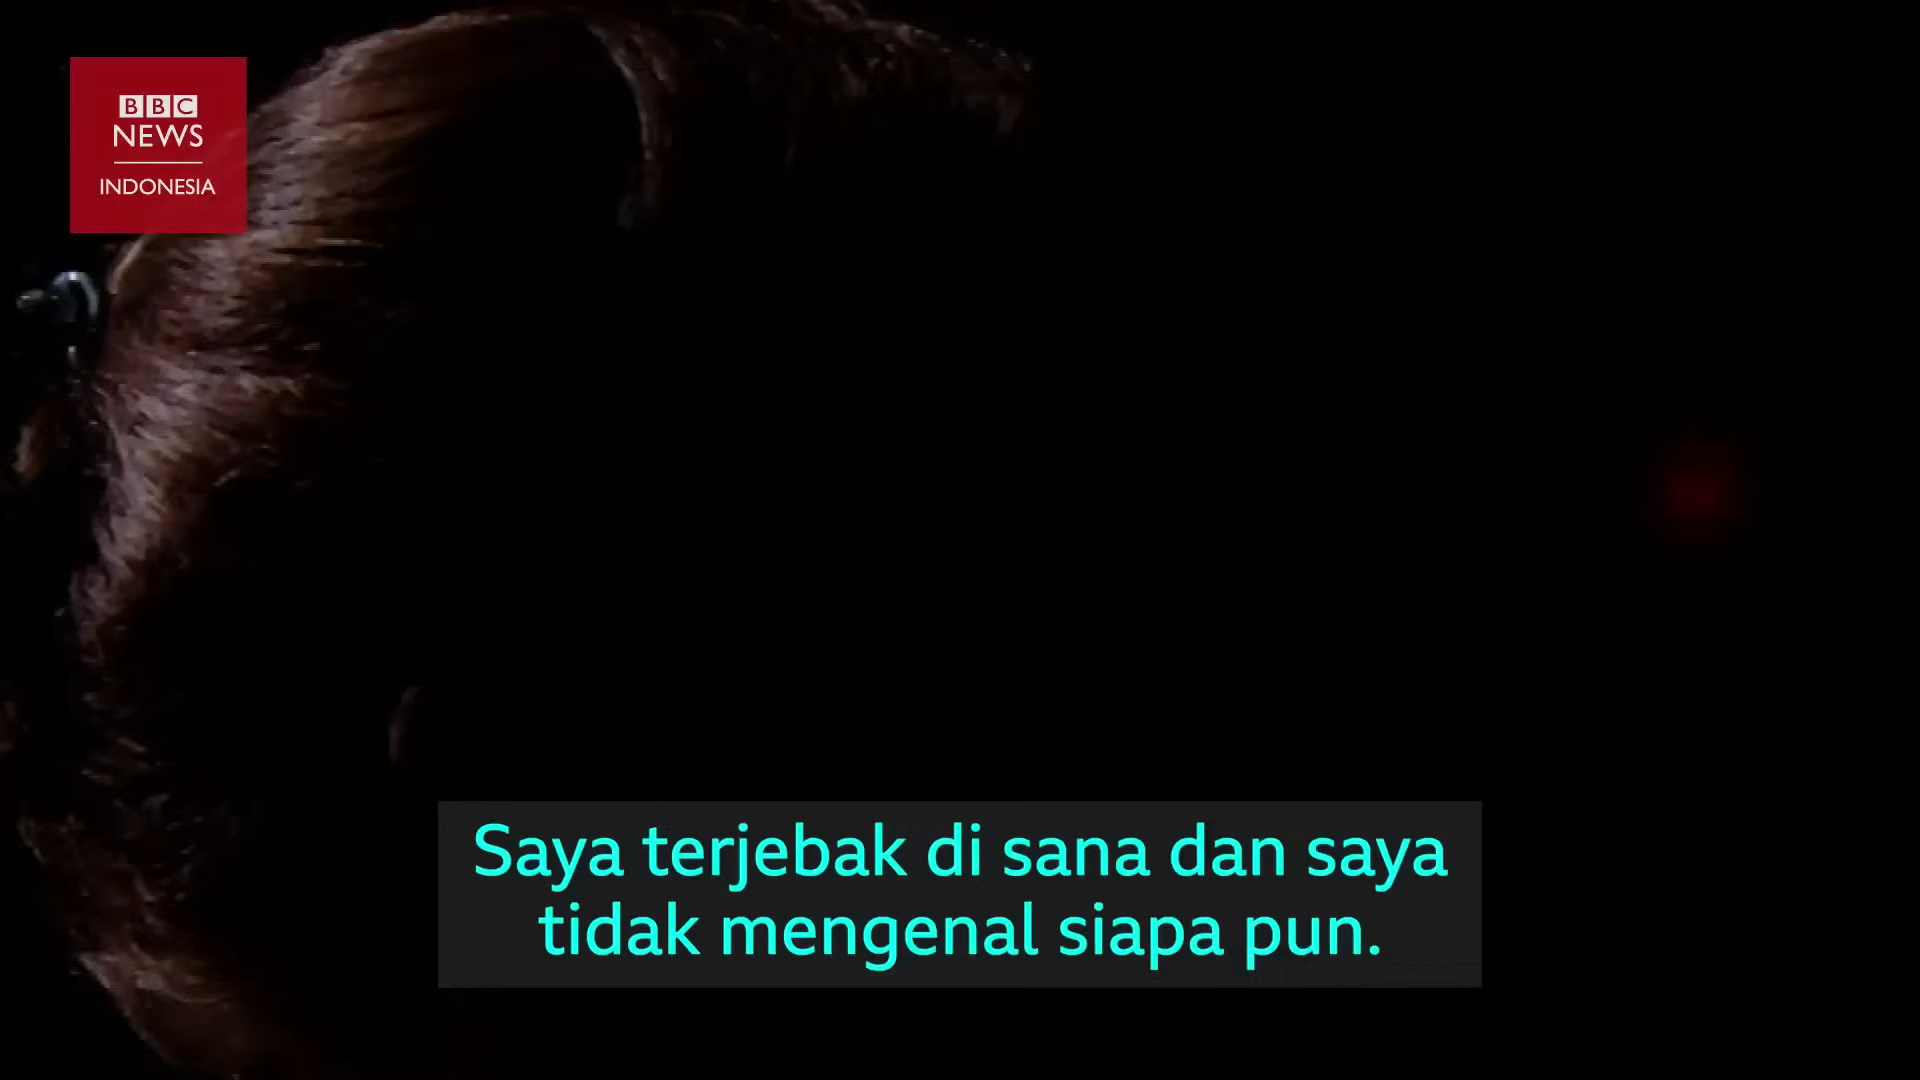 BBC
NEWS
INDONESIA
Saya terjebak di sana dan saya
tidak mengenal siapa pun.